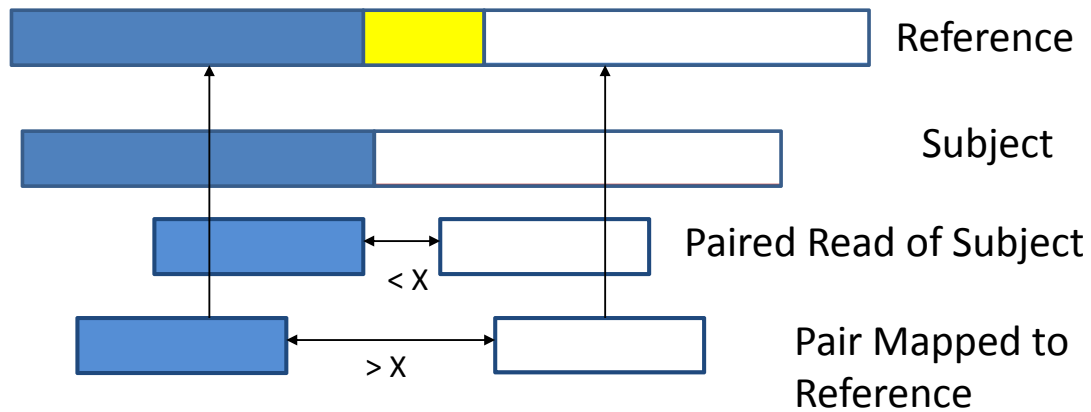 Reference
Subject
Paired Read of Subject
< X
> X
Pair Mapped to
Reference